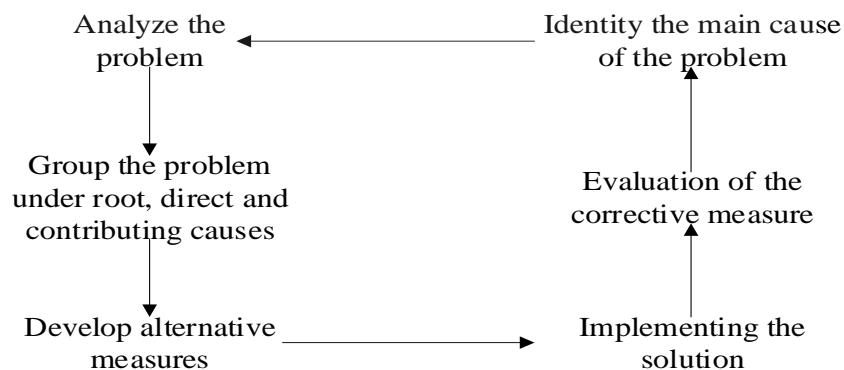 Analyze the
problem
Identity the main cause
of the problem
Group the problem
under root, direct and
contributing causes
Evaluation of the
corrective measure
Develop alternative
measures
Implementing the
solution